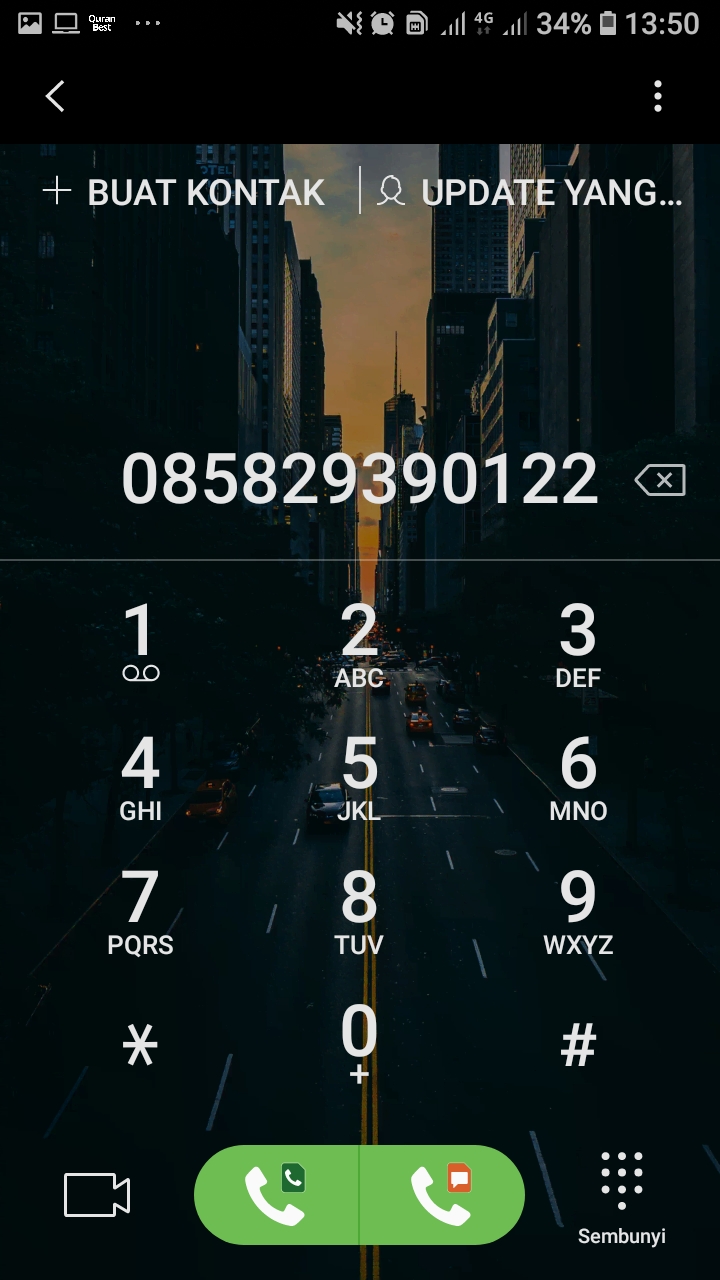 Quran Best
4G 34% 13:50
BUAT KONTAK
UPDATE YANG...
085829390122
1 2 3
ABC DEF
4 5 6
GHI JKL MNO
7 8 9
PQRS TUV WXYZ
* 0 #
+
Sembunyi